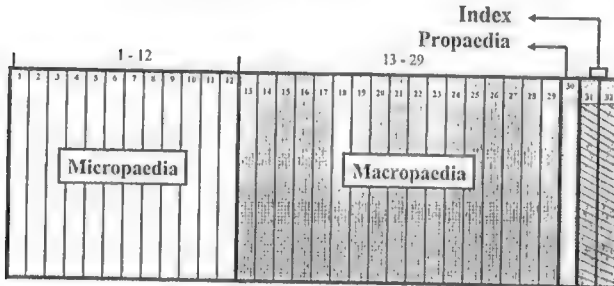 Index
Propaedia
1 - 12
13 - 29
1 2 3 4 5 6 7 8 9 10 11 12 13 14 15 16 17 18 19 20 21 22 23 24 25 26 27 28 29 30 31 32
Micropaedia
Macropaedia